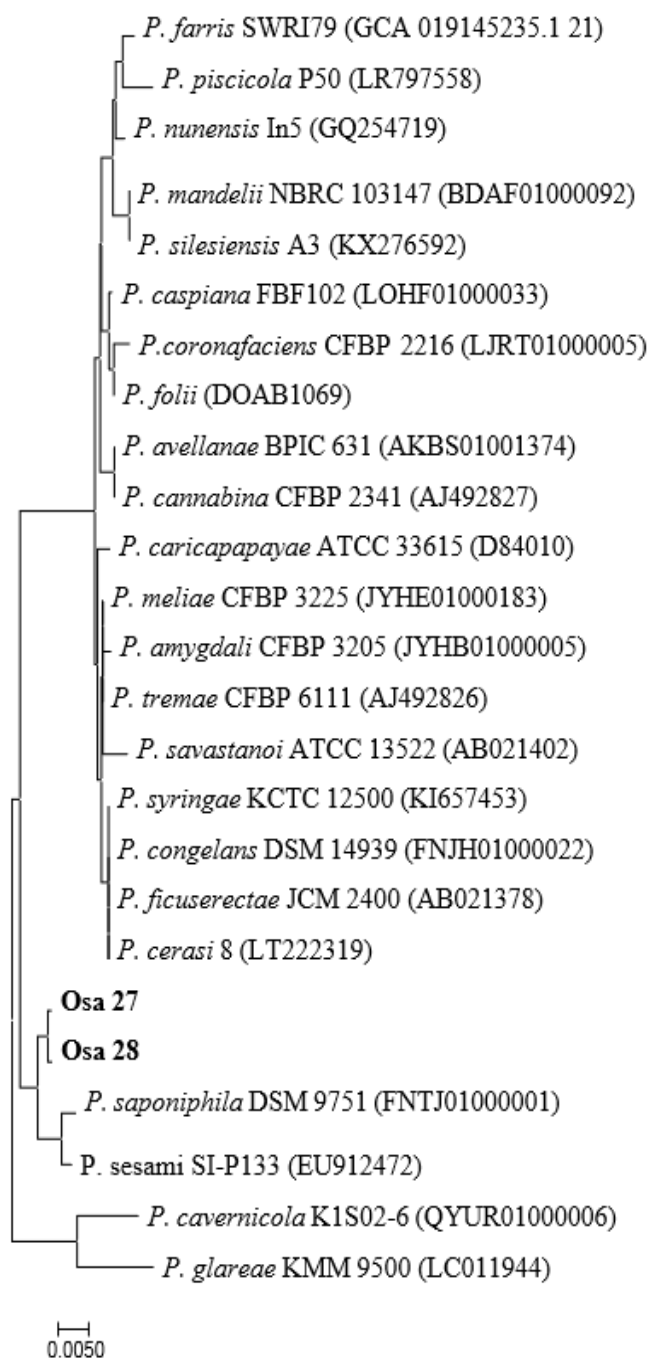 P. farris SWRI79 (GCA 019145235.1 21)
P. piscicola P50 (LR797558)
P. nunensis In5 (GQ254719)
P. mandelii NBRC 103147 (BDAF01000092)
P. silesiensis A3 (KX276592)
P. caspiana FBF102 (LOHF01000033)
P.coronafaciens CFBP 2216 (LJRT01000005)
P. folii (DOAB1069)
P. avellanae BPIC 631 (AKBS01001374)
P. cannabina CFBP 2341 (AJ492827)
P. caricapapayae ATCC 33615 (D84010)
P. meliae CFBP 3225 (JYHE01000183)
P. amygdali CFBP 3205 (JYHB01000005)
P. tremae CFBP 6111 (AJ492826)
P. savastanoi ATCC 13522 (AB021402)
P. syringae KCTC 12500 (KI657453)
P. congelans DSM 14939 (FNJH01000022)
P. ficuserectae JCM 2400 (AB021378)
P. cerasi 8 (LT222319)
Osa 27
Osa 28
P. saponiphila DSM 9751 (FNTJ01000001)
P. sesami SI-P133 (EU912472)
P. cavernicola K1S02-6 (QYUR01000006)
P. glareae KMM 9500 (LC011944)
0.0050